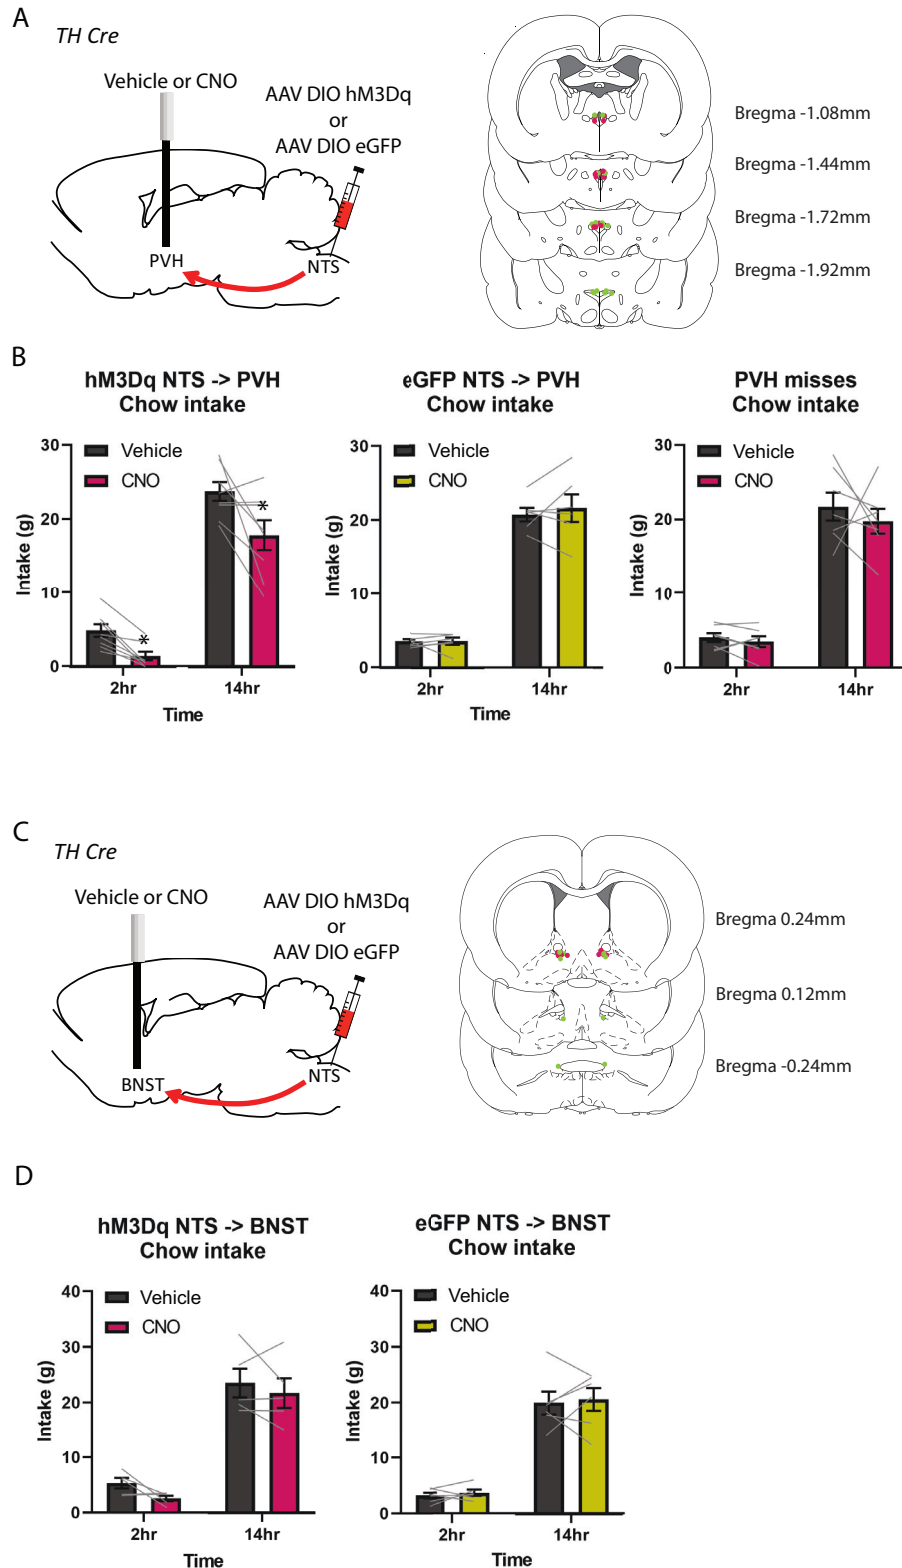 A
TH Cre
Vehicle or CNO
AAV DIO hM3Dq
or
AAV DIO eGFP
PVH
NTS
Bregma -1.08mm
Bregma -1.44mm
Bregma -1.72mm
Bregma -1.92mm
B
hM3Dq NTS -> PVH
Chow intake
Vehicle
CNO
Intake (g)
30
20
10
0
*
*
2hr
14hr
Time
eGFP NTS -> PVH
Chow intake
Vehicle
CNO
Intake (g)
30
20
10
0
2hr
14hr
Time
PVH misses
Chow intake
Vehicle
CNO
Intake (g)
30
20
10
0
2hr
14hr
C
TH Cre
Vehicle or CNO
AAV DIO hM3Dq
or
AAV DIO eGFP
BNST
NTS
Bregma 0.24mm
Bregma 0.12mm
Bregma -0.24mm
D
hM3Dq NTS -> BNST
Chow intake
Vehicle
CNO
Intake (g)
40
30
20
10
0
2hr
14hr
Time
eGFP NTS -> BNST
Chow intake
Vehicle
CNO
Intake (g)
40
30
20
10
0
2hr
14hr
Time